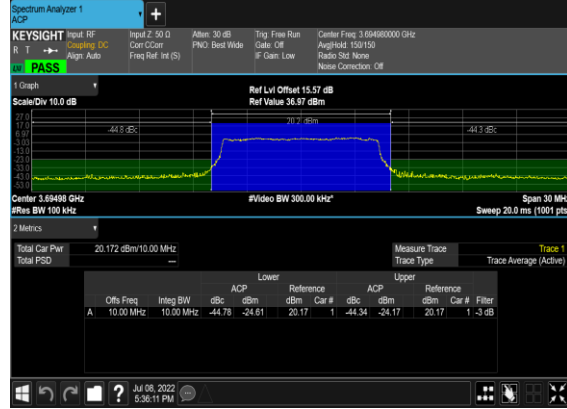 Spectrum Analyzer 1
ACP
+
KEYSIGHT Input: RF Input Z: 50 Ω Atten: 30 dB Trig: Free Run Center Freq: 3.694980000 GHz
R T Coupling: DC Corr CCorr PNO: Best Wide Gate: Off Avg|Hold: 150/150
Align: Auto Freq Ref: Int (S) IF Gain: Low Radio Std: None
Noise Correction: Off
LW PASS
1 Graph Ref Lvl Offset 15.57 dB
Scale/Div 10.0 dB Ref Value 36.97 dBm
27.0
17.0 20.2 dBm
6.97 -44.8 dBc -44.3 dBc
-3.03
-13.0
-23.0
-33.0
-43.0
-53.0
Center 3.69498 GHz #Video BW 300.00 kHz* Span 30 MHz
#Res BW 100 kHz Sweep 20.0 ms (1001 pts
2 Metrics
Total Car Pwr 20.172 dBm/10.00 MHz Measure Trace Trace 1
Total PSD --- Trace Type Trace Average (Active)
Lower Upper
ACP Reference ACP Reference
Offs Freq Integ BW dBc dBm dBm Car # dBc dBm dBm Car # Filter
A 10.00 MHz 10.00 MHz -44.78 -24.61 20.17 1 -44.34 -24.17 20.17 1 -3 dB
? Jul 08, 2022
5:36:11 PM